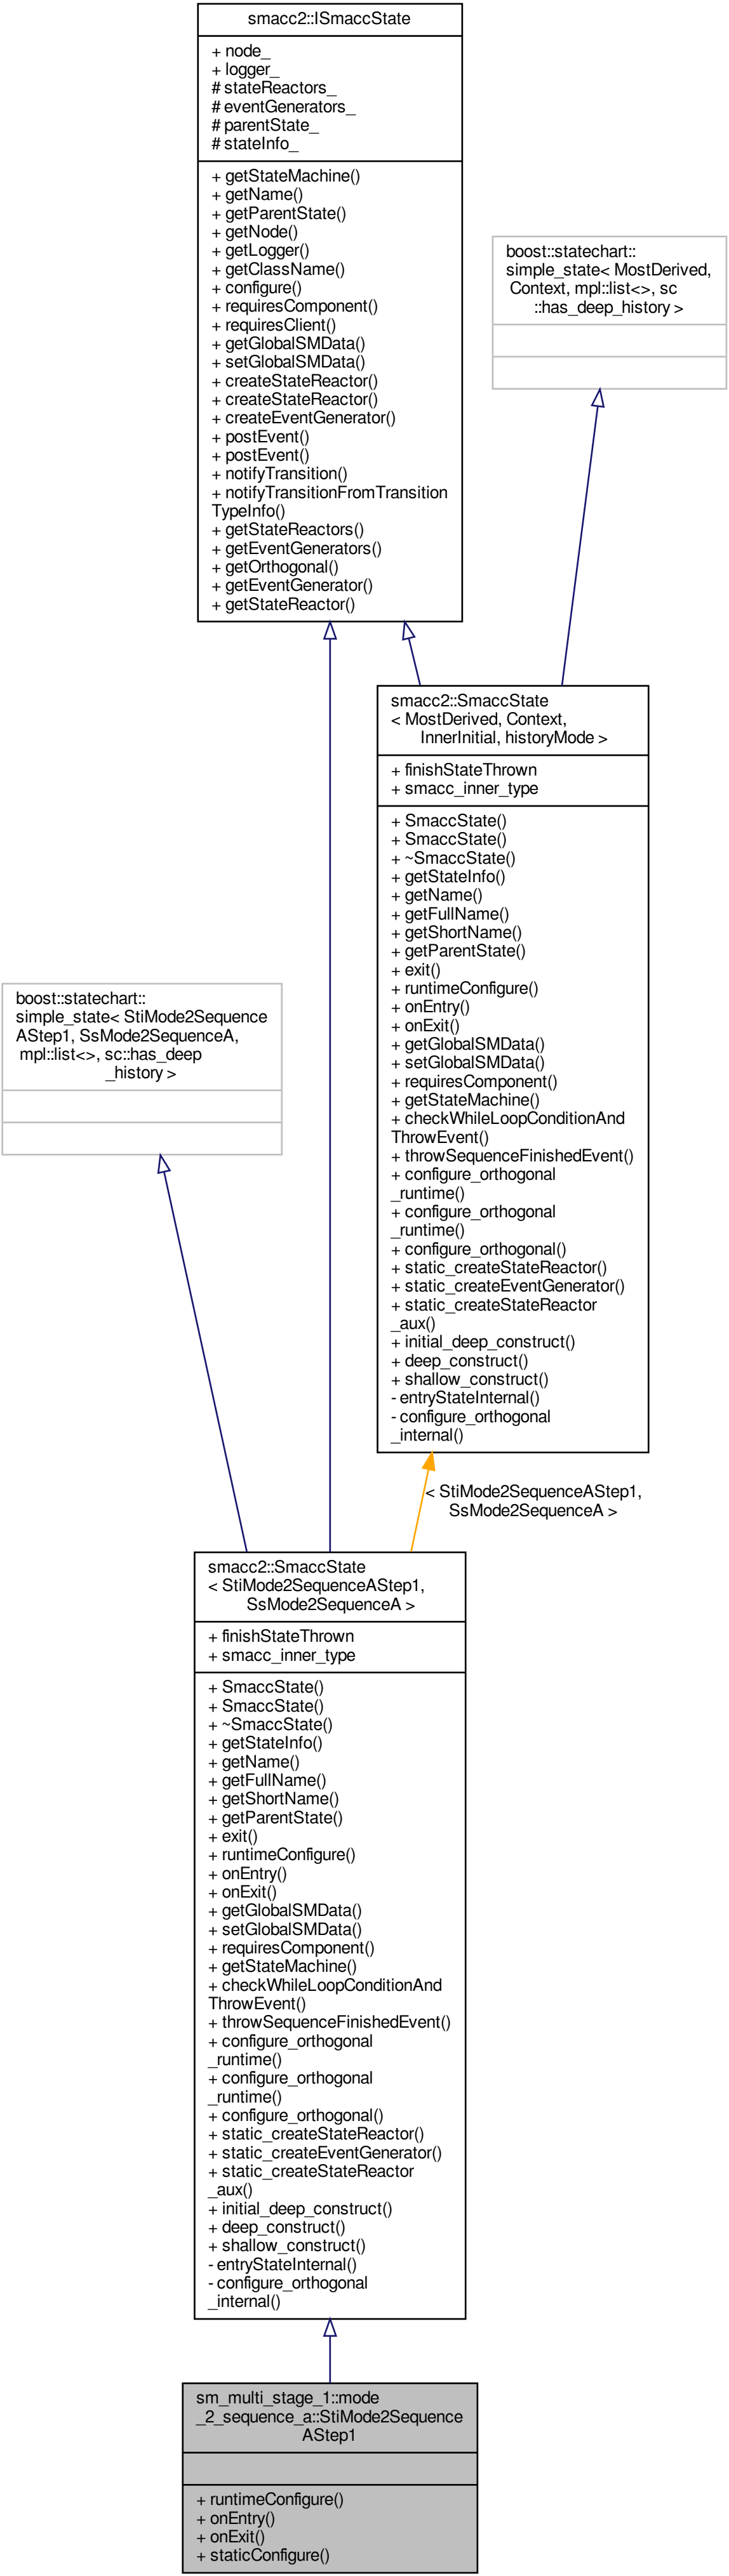 smacc2::ISmaccState
+ node_
+ logger_
# stateReactors_
# eventGenerators_
# parentState_
# stateInfo_
+ getStateMachine()
+ getName()
+ getParentState()
+ getNode()
+ getLogger()
+ getClassName()
+ configure()
+ requiresComponent()
+ requiresClient()
+ getGlobalSMData()
+ setGlobalSMData()
+ createStateReactor()
+ createStateReactor()
+ createEventGenerator()
+ postEvent()
+ postEvent()
+ notifyTransition()
+ notifyTransitionFromTransition
TypeInfo()
+ getStateReactors()
+ getEventGenerators()
+ getOrthogonal()
+ getEventGenerator()
+ getStateReactor()
boost::statechart::
simple_state< MostDerived,
Context, mpl::list<>, sc
::has_deep_history >
smacc2::SmaccState
< MostDerived, Context,
InnerInitial, historyMode >
+ finishStateThrown
+ smacc_inner_type
+ SmaccState()
+ SmaccState()
+ ~SmaccState()
+ getStateInfo()
+ getName()
+ getFullName()
+ getShortName()
+ getParentState()
+ exit()
+ runtimeConfigure()
+ onEntry()
+ onExit()
+ getGlobalSMData()
+ setGlobalSMData()
+ requiresComponent()
+ getStateMachine()
+ checkWhileLoopConditionAnd
ThrowEvent()
+ throwSequenceFinishedEvent()
+ configure_orthogonal
_runtime()
+ configure_orthogonal
_runtime()
+ configure_orthogonal()
+ static_createStateReactor()
+ static_createEventGenerator()
+ static_createStateReactor
_aux()
+ initial_deep_construct()
+ deep_construct()
+ shallow_construct()
- entryStateInternal()
- configure_orthogonal
_internal()
boost::statechart::
simple_state< StiMode2Sequence
AStep1, SsMode2SequenceA,
mpl::list<>, sc::has_deep
_history >
< StiMode2SequenceAStep1,
SsMode2SequenceA >
smacc2::SmaccState
< StiMode2SequenceAStep1,
SsMode2SequenceA >
+ finishStateThrown
+ smacc_inner_type
+ SmaccState()
+ SmaccState()
+ ~SmaccState()
+ getStateInfo()
+ getName()
+ getFullName()
+ getShortName()
+ getParentState()
+ exit()
+ runtimeConfigure()
+ onEntry()
+ onExit()
+ getGlobalSMData()
+ setGlobalSMData()
+ requiresComponent()
+ getStateMachine()
+ checkWhileLoopConditionAnd
ThrowEvent()
+ throwSequenceFinishedEvent()
+ configure_orthogonal
_runtime()
+ configure_orthogonal
_runtime()
+ configure_orthogonal()
+ static_createStateReactor()
+ static_createEventGenerator()
+ static_createStateReactor
_aux()
+ initial_deep_construct()
+ deep_construct()
+ shallow_construct()
- entryStateInternal()
- configure_orthogonal
_internal()
sm_multi_stage_1::mode
_2_sequence_a::StiMode2Sequence
AStep1
+ runtimeConfigure()
+ onEntry()
+ onExit()
+ staticConfigure()